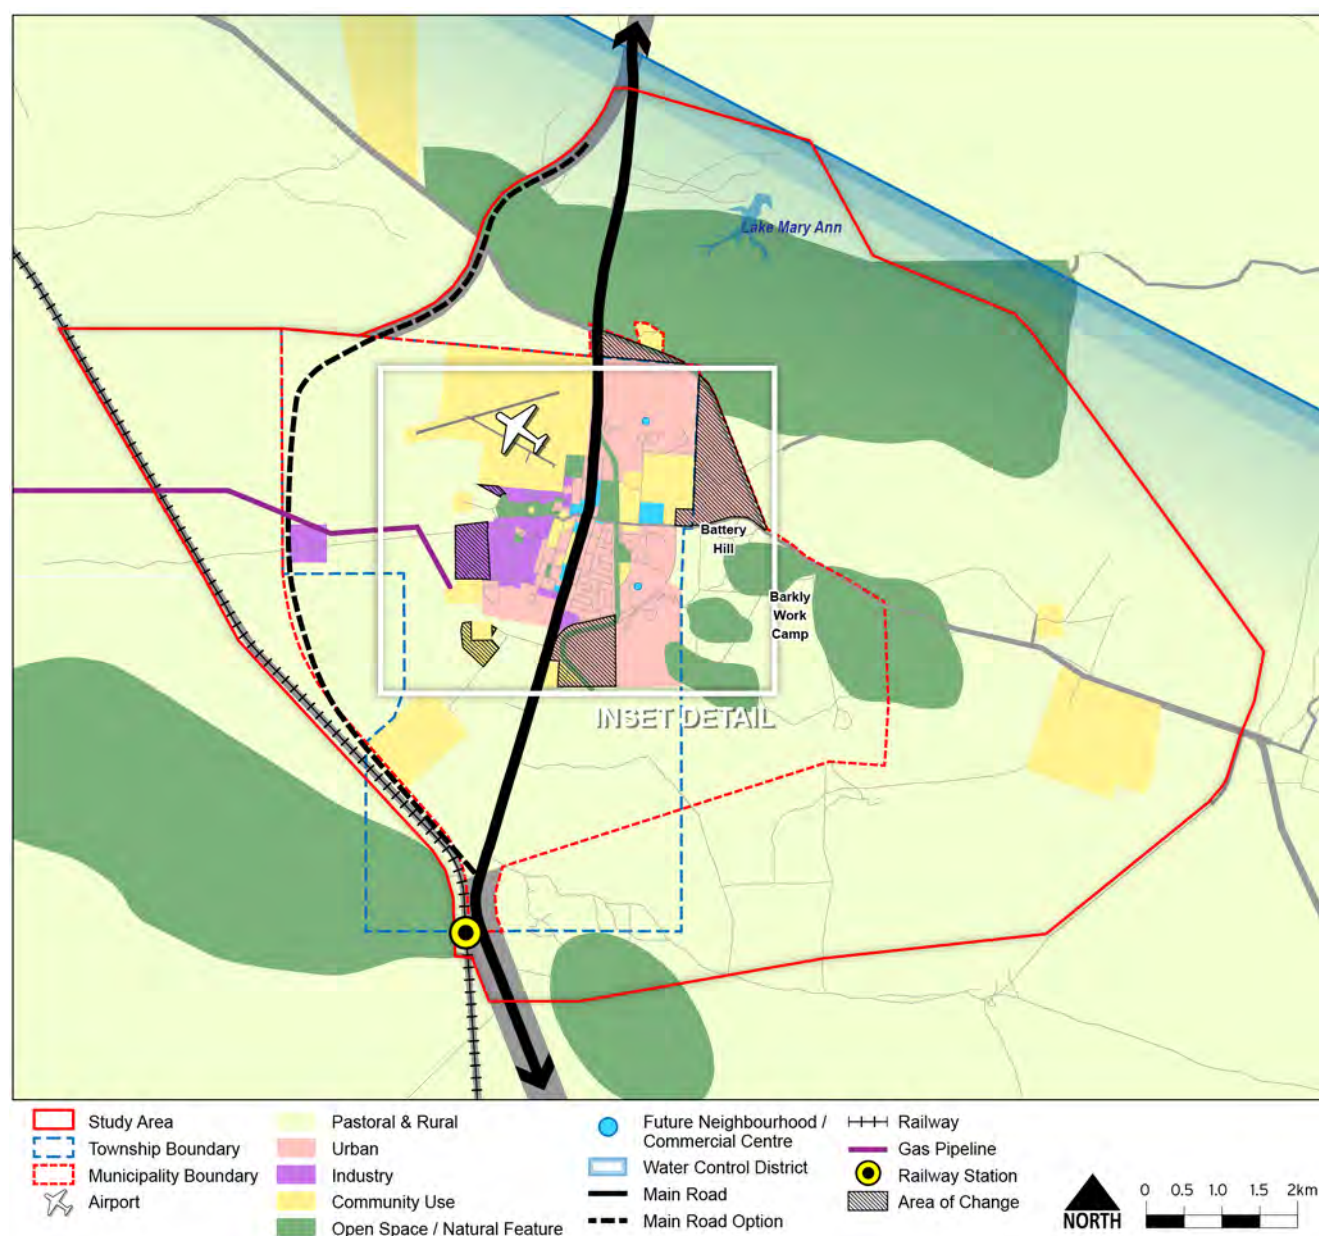 Lake Mary Ann
Battery
Hill
Barkly
Work
Camp
INSET DETAIL
Study Area
Township Boundary
Municipality Boundary
Airport
Pastoral & Rural
Urban
Industry
Community Use
Open Space / Natural Feature
Future Neighbourhood /
Commercial Centre
Water Control District
Main Road
Main Road Option
Railway
Gas Pipeline
Railway Station
Area of Change
NORTH
0 0.5 1.0 1.5 2km